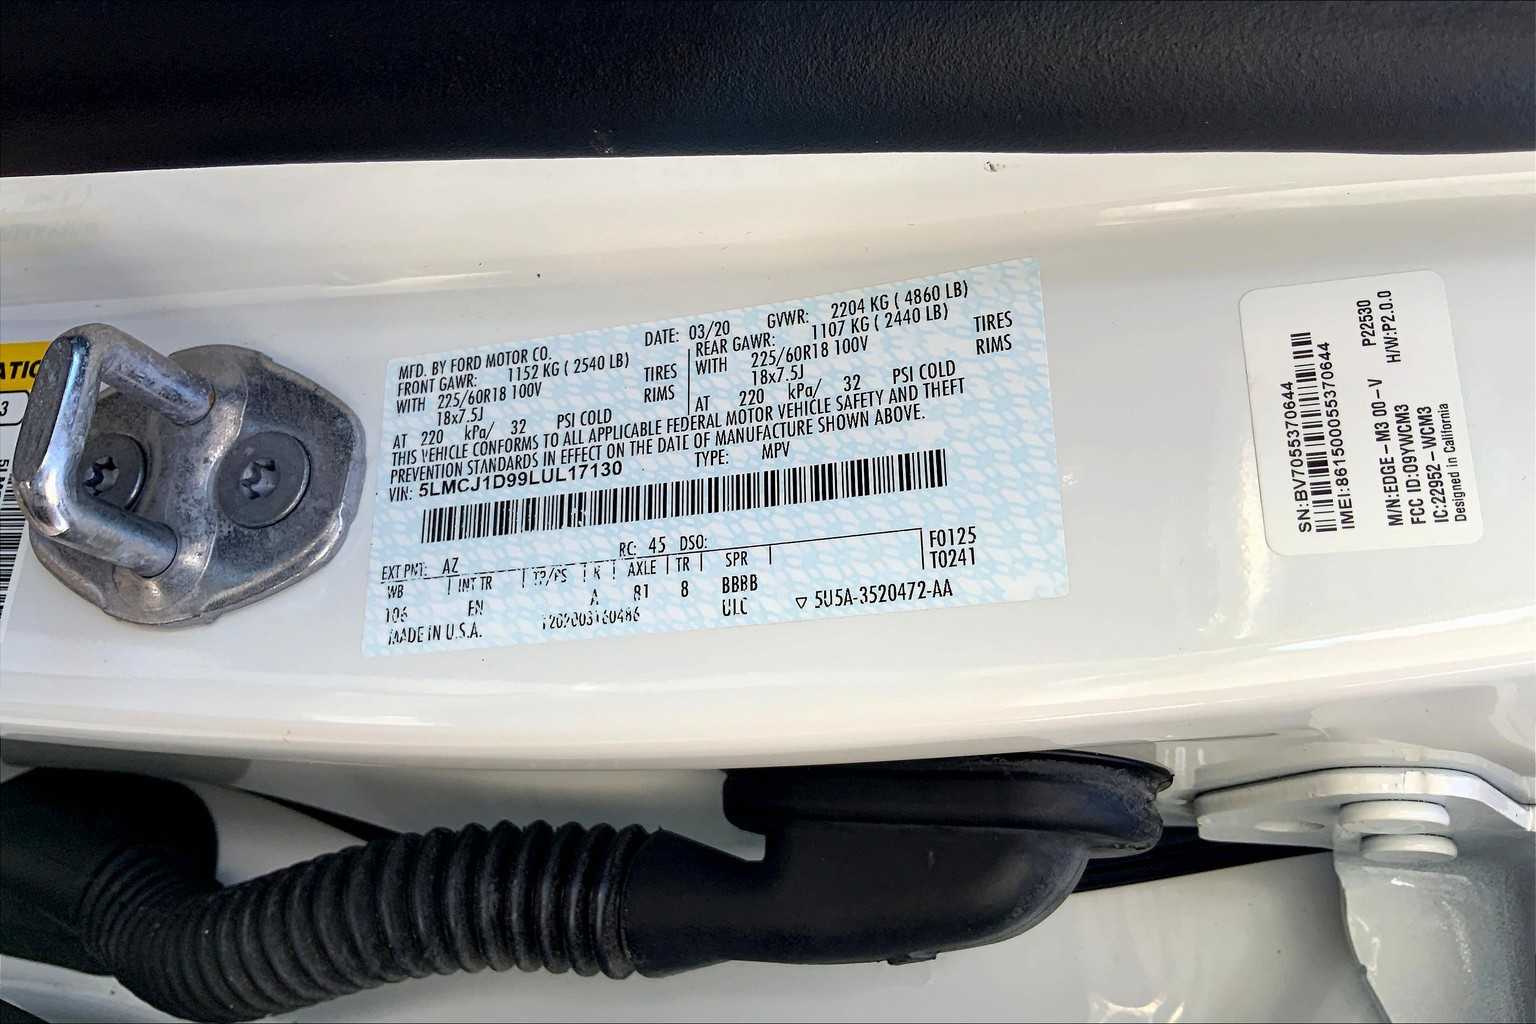 ATIO
3
MFD. BY FORD MOTOR CO.
DATE: 03/20
GVWR: 2204 KG ( 4860 LB)
FRONT GAWR: 1152 KG ( 2540 LB)
WITH 225/60R18 100V TIRES
18x7.5J RIMS
AT 220 kPa/ 32 PSI COLD
REAR GAWR: 1107 KG ( 2440 LB)
WITH 225/60R18 100V TIRES
18x7.5J RIMS
AT 220 kPa/ 32 PSI COLD
THIS VEHICLE CONFORMS TO ALL APPLICABLE FEDERAL MOTOR VEHICLE SAFETY AND THEFT
PREVENTION STANDARDS IN EFFECT ON THE DATE OF MANUFACTURE SHOWN ABOVE.
VIN: 5LMCJ1D99LUL17130 TYPE: MPV
EXT PNT: AZ RC: 45 DSO: F0125
WB INT TR TP/PS R AXLE TR SPR T0241
106 EN A 81 8 BBBB
MADE IN U.S.A. ULC ▽ 5U5A-3520472-AA
SN:BV7055370644
IMEI:861500055370644
P22530
H/W:P2.0.0
M/N:EDGE-M3 00-V
FCC ID:09YWCM3
IC:22952-WCM3
Designed in California